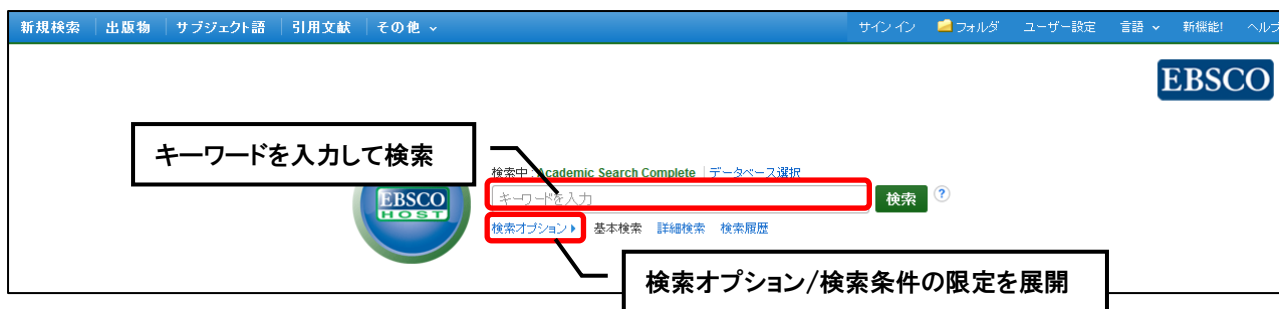 新規検索 出版物 サブジェクト語 引用文献 その他 サイン イン フォルダ ユーザー設定 言語 新機能! ヘルプ
EBSCO
キーワードを入力して検索
検索中: Academic Search Complete データベース選択
EBSCO HOST
キーワードを入力 検索 ?
検索オプション 基本検索 詳細検索 検索履歴
検索オプション/検索条件の限定を展開